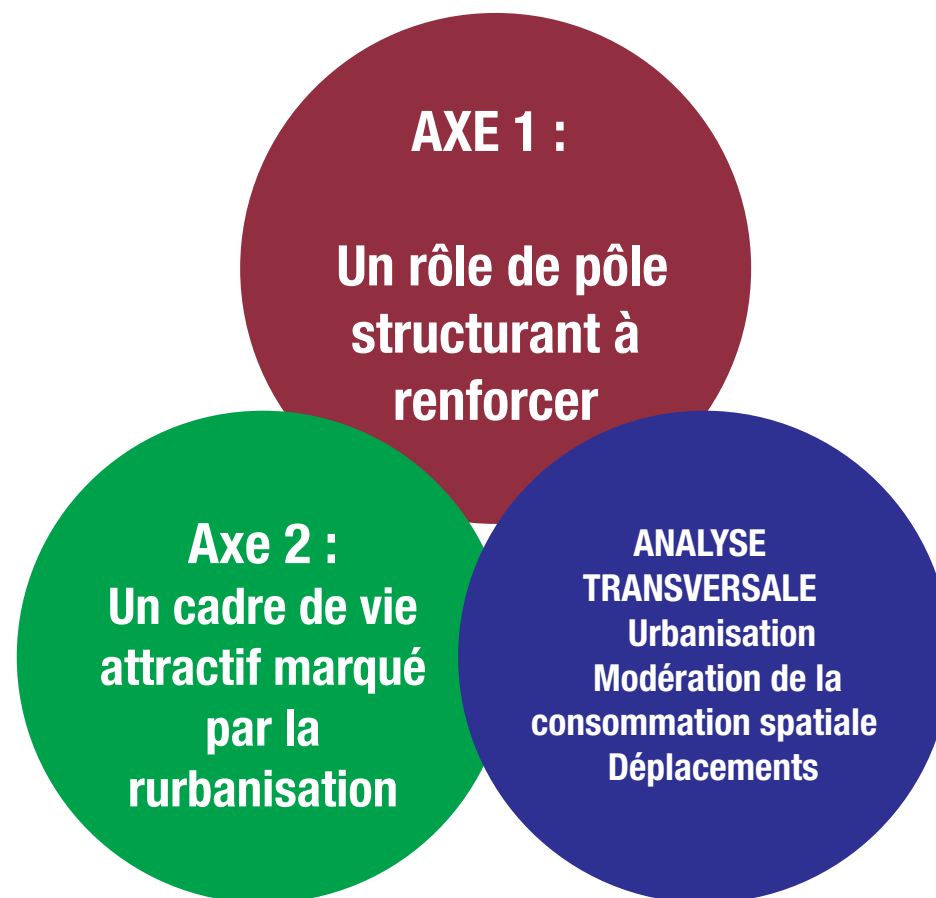 AXE 1 :
Un rôle de pôle
structurant à
renforcer
Axe 2 :
Un cadre de vie
attractif marqué
par la
rurbanisation
ANALYSE
TRANSVERSALE
Urbanisation
Modération de la
consommation spatiale
Déplacements